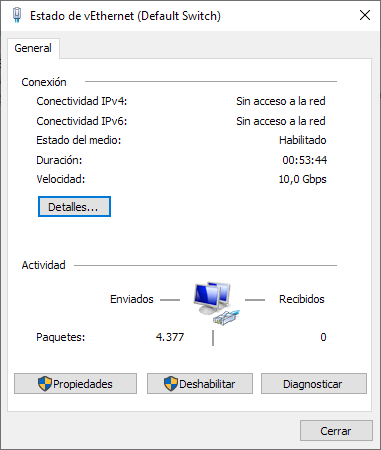 Estado de vEthernet (Default Switch)
General
Conexión
Conectividad IPv4: Sin acceso a la red
Conectividad IPv6: Sin acceso a la red
Estado del medio: Habilitado
Duración: 00:53:44
Velocidad: 10,0 Gbps
Detalles...
Actividad
Enviados Recibidos
Paquetes: 4.377 0
Propiedades Deshabilitar Diagnosticar
Cerrar